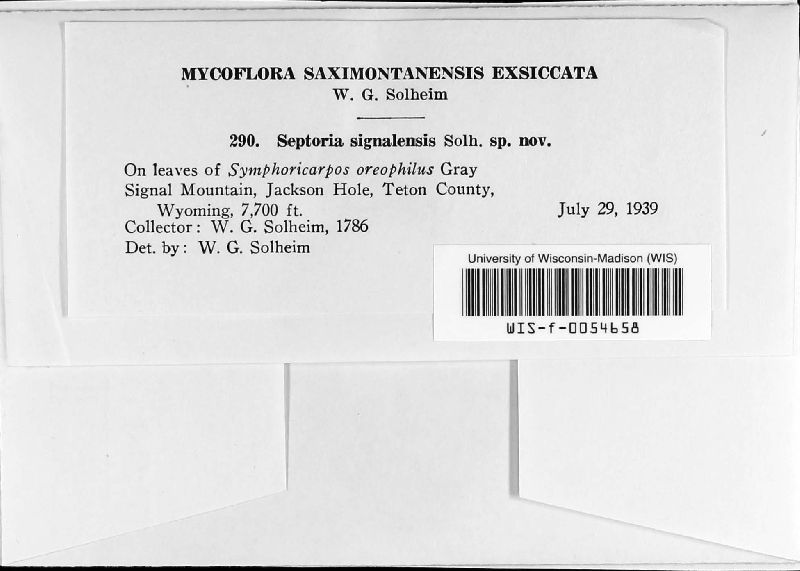 MYCOFLORA SAXIMONTANENSIS EXSICCATA
W. G. Solheim
290. Septoria signalensis Solh. sp. nov.
On leaves of Symphoricarpos oreophilus Gray
Signal Mountain, Jackson Hole, Teton County,
Wyoming, 7,700 ft. July 29, 1939
Collector: W. G. Solheim, 1786
Det. by: W. G. Solheim
University of Wisconsin-Madison (WIS)
WIS-f-0054658